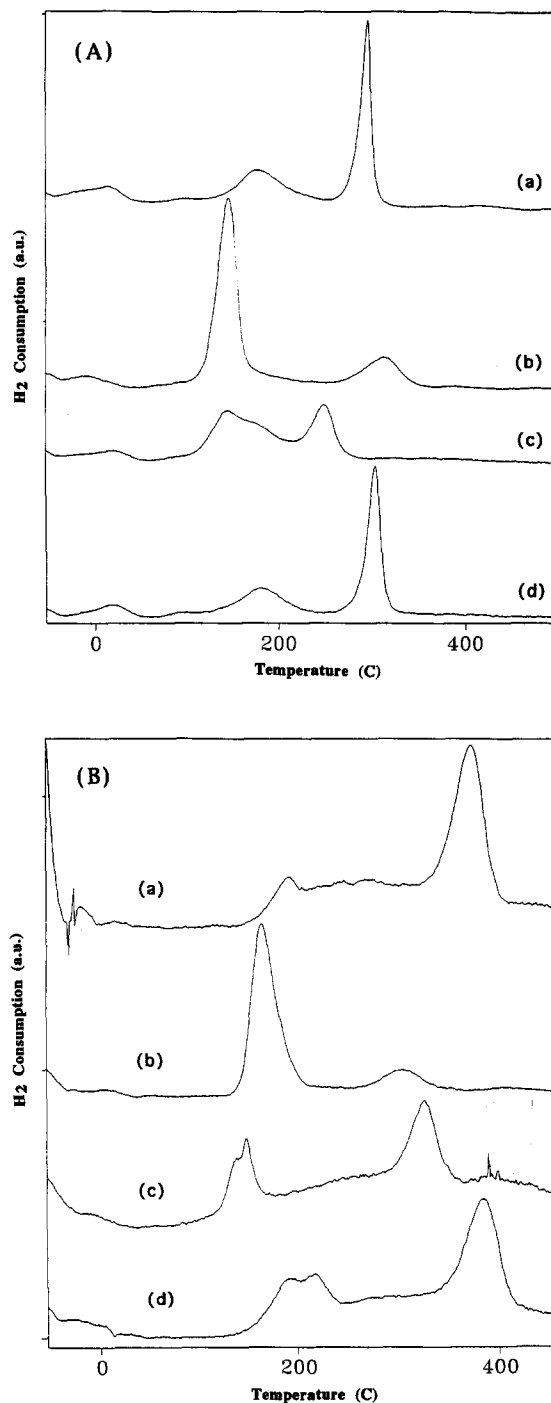 (A)
(a)
(b)
(c)
(d)
H2 Consumption (a.u.)
0 200 400
Temperature (C)
(B)
(a)
(b)
(c)
(d)
H2 Consumption (a.u.)
0 200 400
Temperature (C)